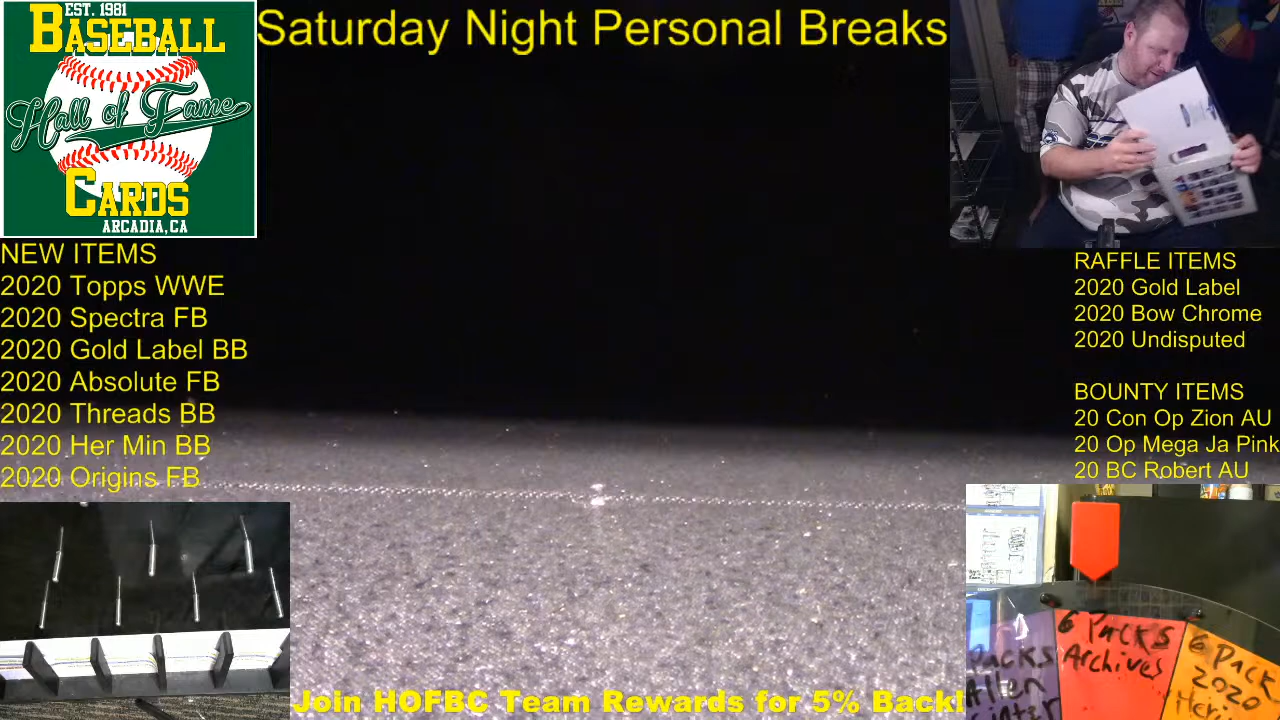 EST. 1981
BASEBALL
Hall of Fame
CARDS
ARCADIA, CA
Saturday Night Personal Breaks
NEW ITEMS
2020 Topps WWE
2020 Spectra FB
2020 Gold Label BB
2020 Absolute FB
2020 Threads BB
2020 Her Min BB
2020 Origins FB
RAFFLE ITEMS
2020 Gold Label
2020 Bow Chrome
2020 Undisputed
BOUNTY ITEMS
20 Con Op Zion AU
20 Op Mega Ja Pink
20 BC Robert AU
Packs
Allen
Ginter
6 Packs
Archives
6 Pack
2020
Join HOFBC Team Rewards for 5% Back!